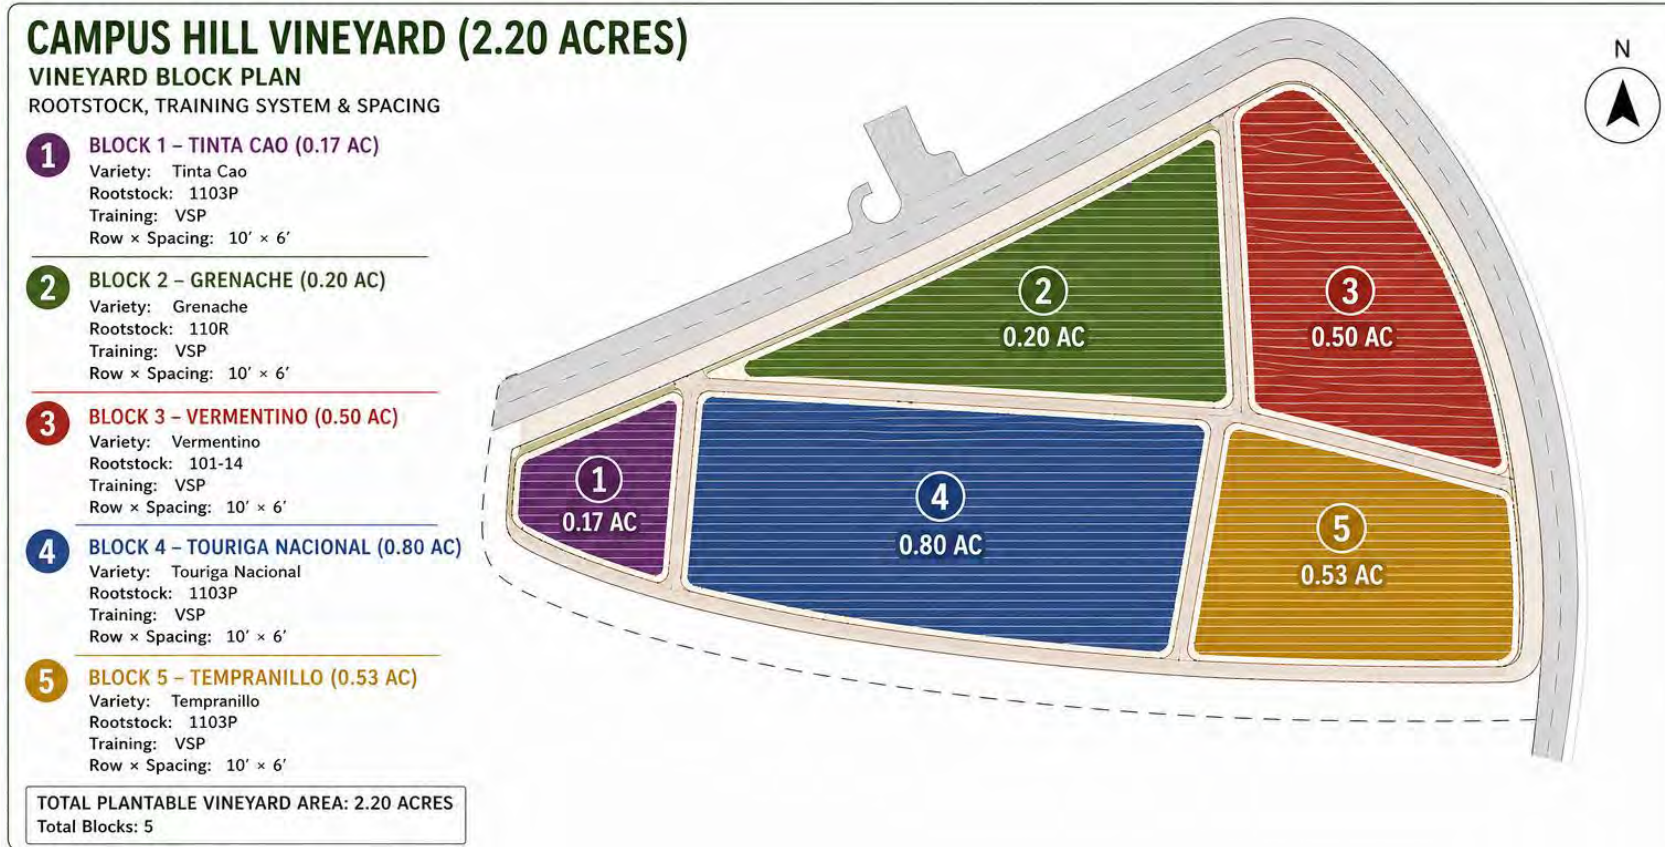 CAMPUS HILL VINEYARD (2.20 ACRES)
VINEYARD BLOCK PLAN
ROOTSTOCK, TRAINING SYSTEM & SPACING
1
BLOCK 1 – TINTA CAO (0.17 AC)
Variety: Tinta Cao
Rootstock: 1103P
Training: VSP
Row × Spacing: 10′ × 6′
2
BLOCK 2 – GRENACHE (0.20 AC)
Variety: Grenache
Rootstock: 110R
Training: VSP
Row × Spacing: 10′ × 6′
3
BLOCK 3 – VERMENTINO (0.50 AC)
Variety: Vermentino
Rootstock: 101-14
Training: VSP
Row × Spacing: 10′ × 6′
4
BLOCK 4 – TOURIGA NACIONAL (0.80 AC)
Variety: Touriga Nacional
Rootstock: 1103P
Training: VSP
Row × Spacing: 10′ × 6′
5
BLOCK 5 – TEMPRANILLO (0.53 AC)
Variety: Tempranillo
Rootstock: 1103P
Training: VSP
Row × Spacing: 10′ × 6′
TOTAL PLANTABLE VINEYARD AREA: 2.20 ACRES
Total Blocks: 5
N
2
0.20 AC
3
0.50 AC
1
0.17 AC
4
0.80 AC
5
0.53 AC